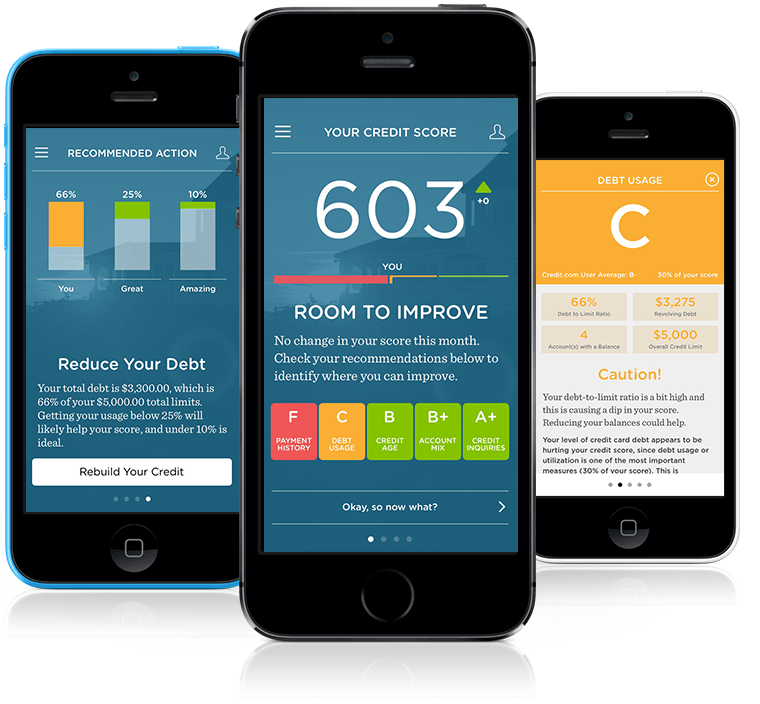 RECOMMENDED ACTION
66%
25%
10%
You
Great
Amazing
Reduce Your Debt
Your total debt is $3,300.00, which is
66% of your $5,000.00 total limits.
Getting your usage below 25% will
likely help your score, and under 10% is
ideal.
Rebuild Your Credit
YOUR CREDIT SCORE
603
+0
YOU
ROOM TO IMPROVE
No change in your score this month.
Check your recommendations below to
identify where you can improve.
F
PAYMENT
HISTORY
C
DEBT
USAGE
B
CREDIT
AGE
B+
ACCOUNT
MIX
A+
CREDIT
INQUIRIES
Okay, so now what?
DEBT USAGE
C
Credit.com User Average: B-
30% of your score
66%
Debt to Limit Ratio
$3,275
Revolving Debt
4
Account(s) with a Balance
$5,000
Overall Credit Limit
Caution!
Your debt-to-limit ratio is a bit high and
this is causing a dip in your score.
Reducing your balances could help.
Your level of credit card debt appears to be
hurting your credit score, since debt usage or
utilization is one of the most important
measures (30% of your score). This is